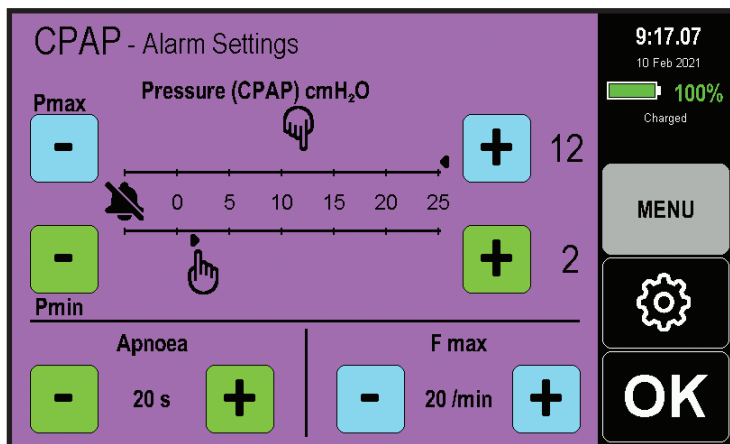 CPAP - Alarm Settings
Pressure (CPAP) cmH₂O
Pmax
- + 12
0 5 10 15 20 25
- + 2
Pmin
Apnoea
- 20 s +
F max
- 20 /min +
9:17.07
10 Feb 2021
100%
Charged
MENU
OK